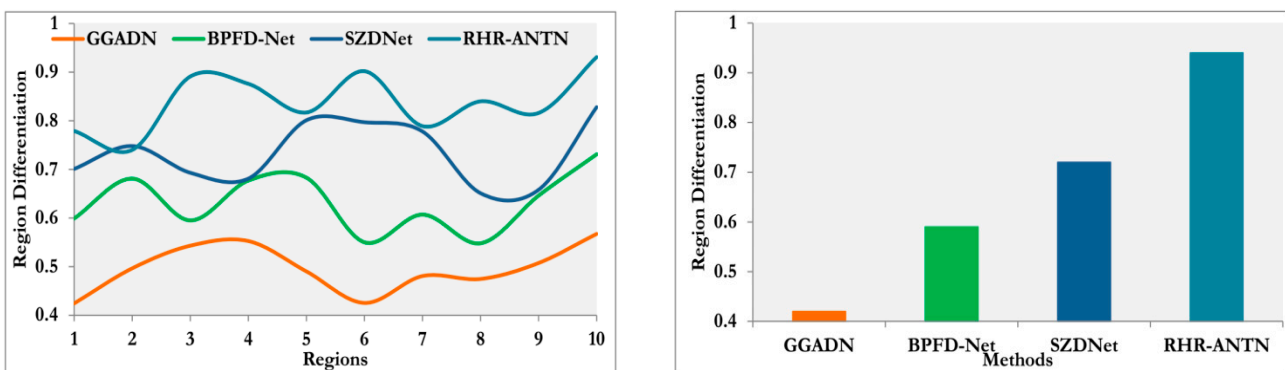 1
GGADN BPFD-Net SZDNet RHR-ANTN
0.9
0.8
0.7
0.6
0.5
0.4
Region Differentiation
1 2 3 4 5 6 7 8 9 10
Regions
1
0.9
0.8
0.7
0.6
0.5
0.4
Region Differentiation
GGADN BPFD-Net SZDNet RHR-ANTN
Methods